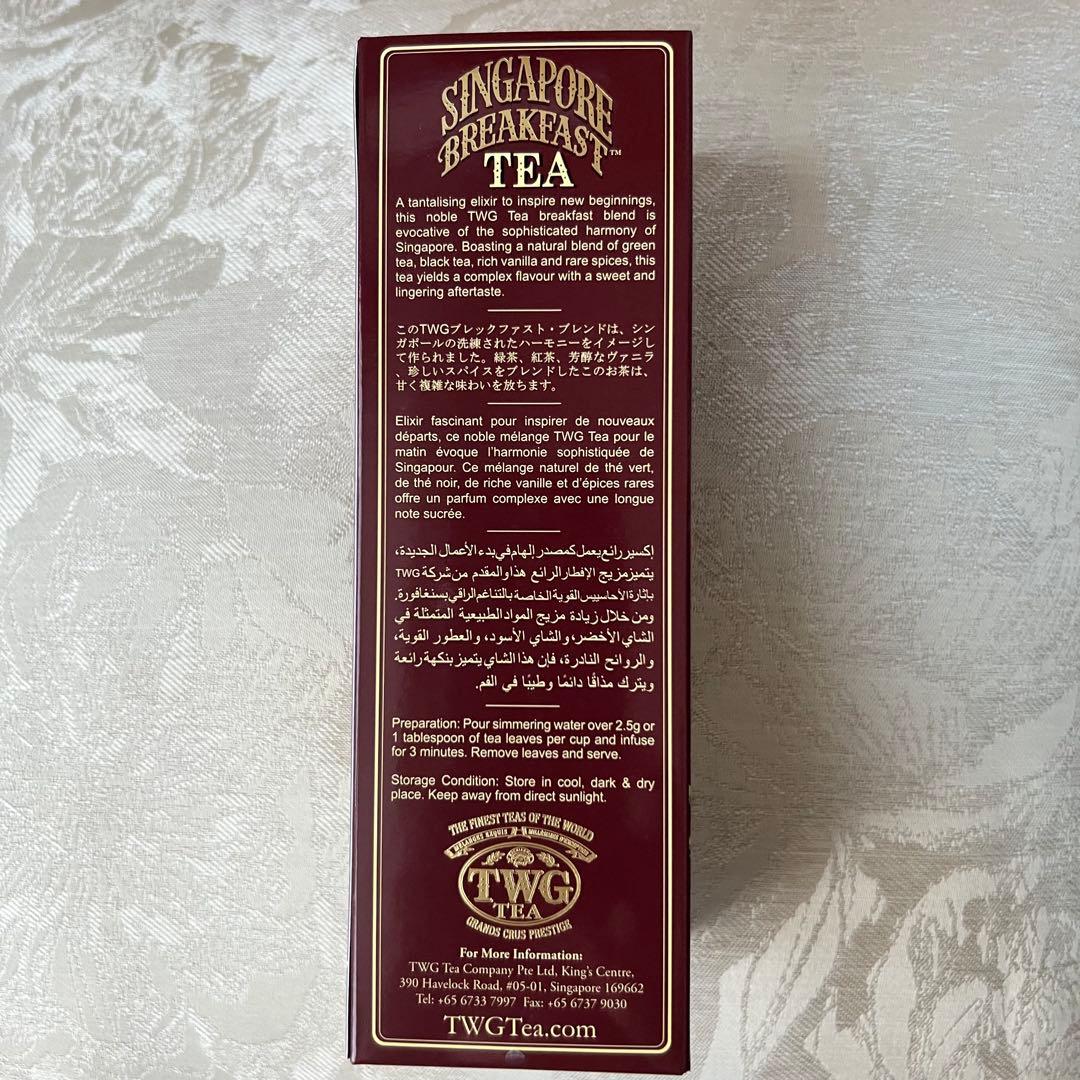 SINGAPORE
BREAKFAST™
TEA
A tantalising elixir to inspire new beginnings,
this noble TWG Tea breakfast blend is
evocative of the sophisticated harmony of
Singapore. Boasting a natural blend of green
tea, black tea, rich vanilla and rare spices, this
tea yields a complex flavour with a sweet and
lingering aftertaste.
このTWGブレックファスト・ブレンドは、シン
ガポールの洗練されたハーモニーをイメージし
て作られました。緑茶、紅茶、芳醇なヴァニラ
、珍しいスパイスをブレンドしたこのお茶は、
甘く複雑な味わいを放ちます。
Elixir fascinant pour inspirer de nouveaux
départs, ce noble mélange TWG Tea pour le
matin évoque l'harmonie sophistiquée de
Singapour. Ce mélange naturel de thé vert,
de thé noir, de riche vanille et d'épices rares
offre un parfum complexe avec une longue
note sucrée.
إكسير رائع يعمل كمصدر إلهام في بدء الأعمال الجديدة،
يتميز مزيج الإفطار الرائع هذا والمقدم من شركة TWG
بإثارة الأحاسيس القوية الخاصة بالتناغم الراقي بسنغافورة.
ومن خلال زيادة مزيج المواد الطبيعية المتمثلة في
الشاي الأخضر، والشاي الأسود، والعطور القوية،
والروائح النادرة، فإن هذا الشاي يتميز بنكهة رائعة
ويترك مذاقًا دائمًا وطيبًا في الفم.
Preparation: Pour simmering water over 2.5g or
1 tablespoon of tea leaves per cup and infuse
for 3 minutes. Remove leaves and serve.
Storage Condition: Store in cool, dark & dry
place. Keep away from direct sunlight.
THE FINEST TEAS OF THE WORLD
MELANGES EXQUIS
TWG
TEA
GRANDS CRUS PRESTIGE
For More Information:
TWG Tea Company Pte Ltd, King's Centre,
390 Havelock Road, #05-01, Singapore 169662
Tel: +65 6733 7997 Fax: +65 6737 9030
TWGTea.com